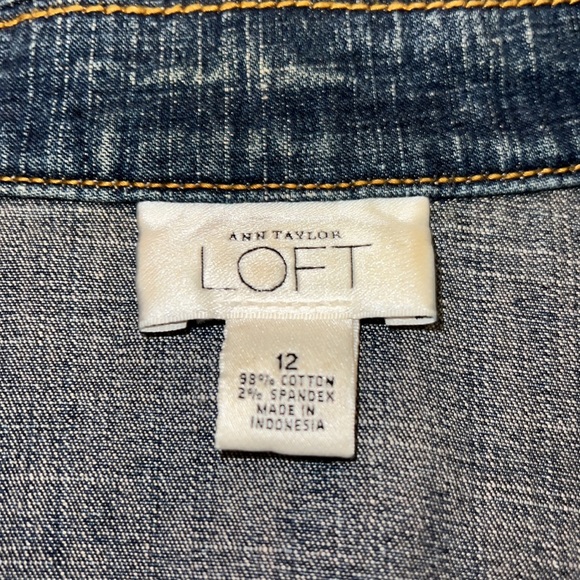 ANN TAYLOR
LOFT
12
98% COTTON
2% SPANDEX
MADE IN
INDONESIA